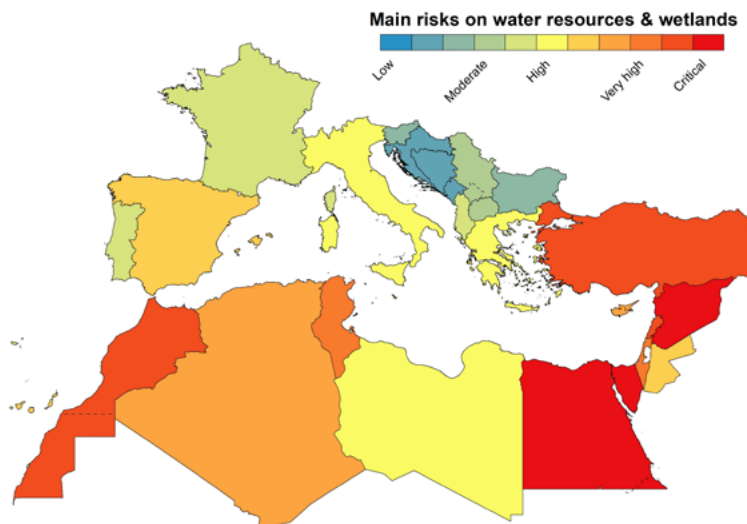 Main risks on water resources & wetlands
Low
Moderate
High
Very high
Critical